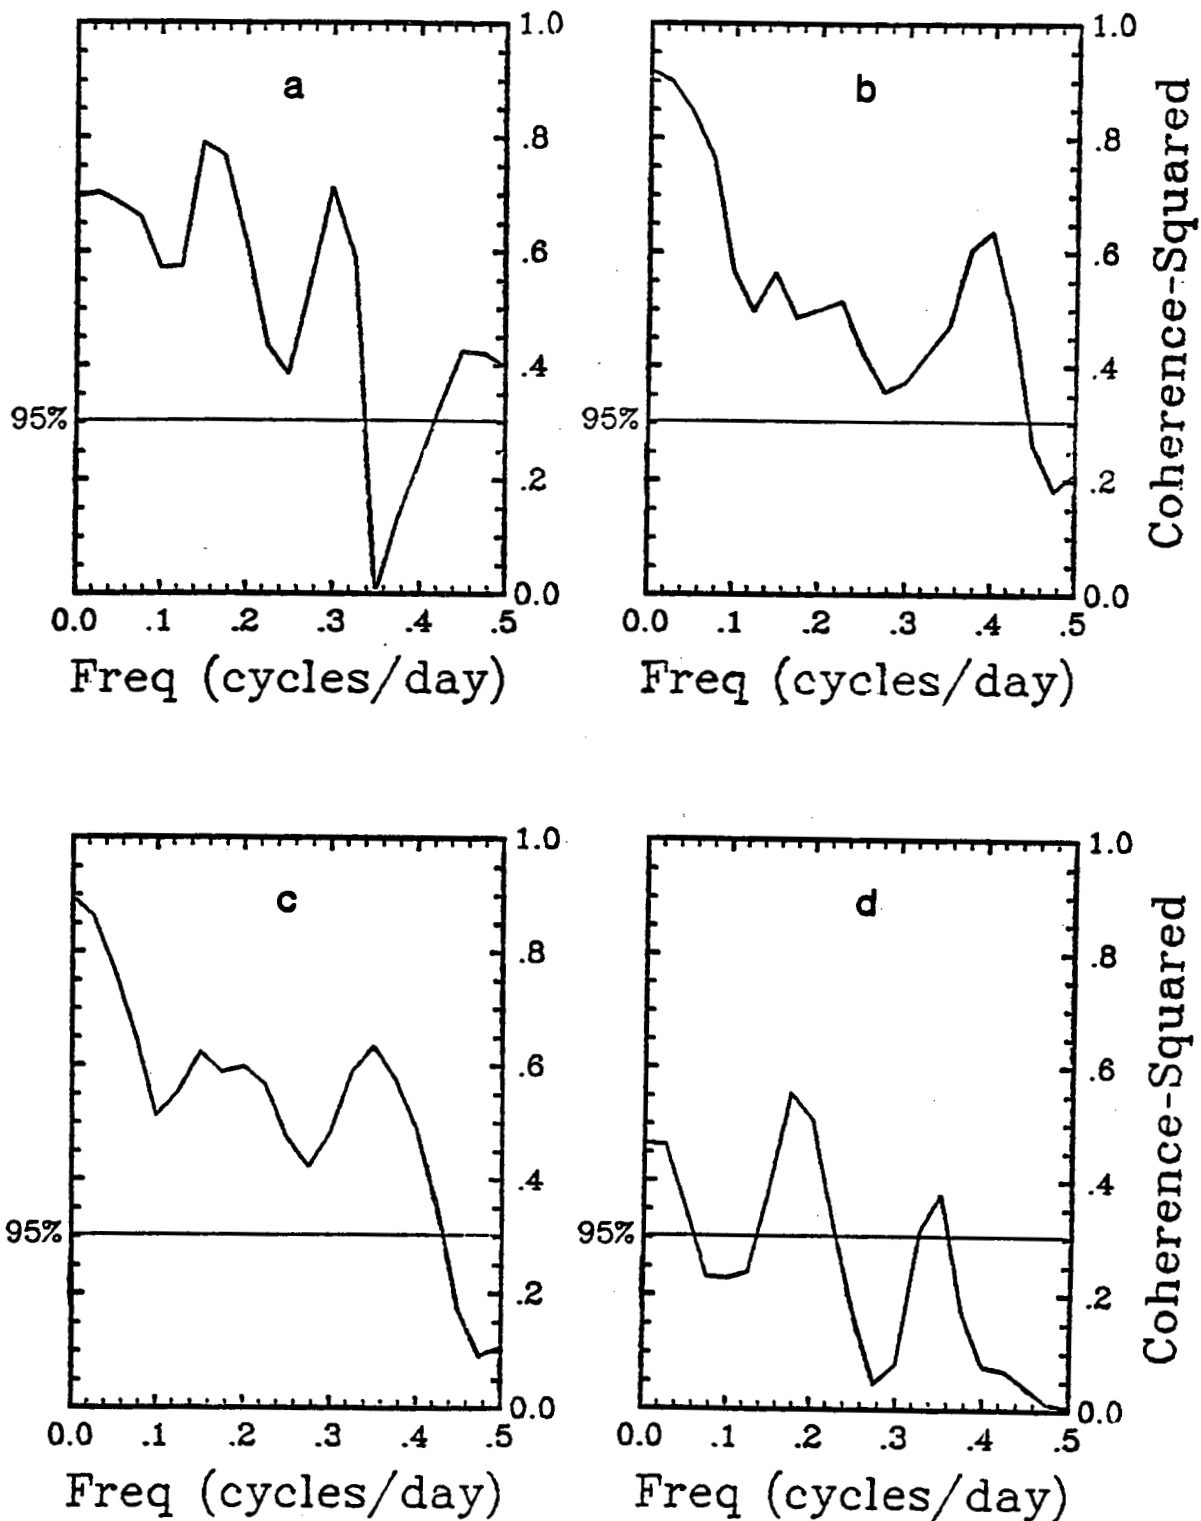 a
1.0
.8
.6
.4
95%
.2
0.0
0.0 .1 .2 .3 .4 .5
Freq (cycles/day)
b
1.0
.8
.6
.4
95%
.2
0.0
0.0 .1 .2 .3 .4 .5
Freq (cycles/day)
Coherence-Squared
c
1.0
.8
.6
.4
95%
.2
0.0
0.0 .1 .2 .3 .4 .5
Freq (cycles/day)
d
1.0
.8
.6
.4
95%
.2
0.0
0.0 .1 .2 .3 .4 .5
Freq (cycles/day)
Coherence-Squared